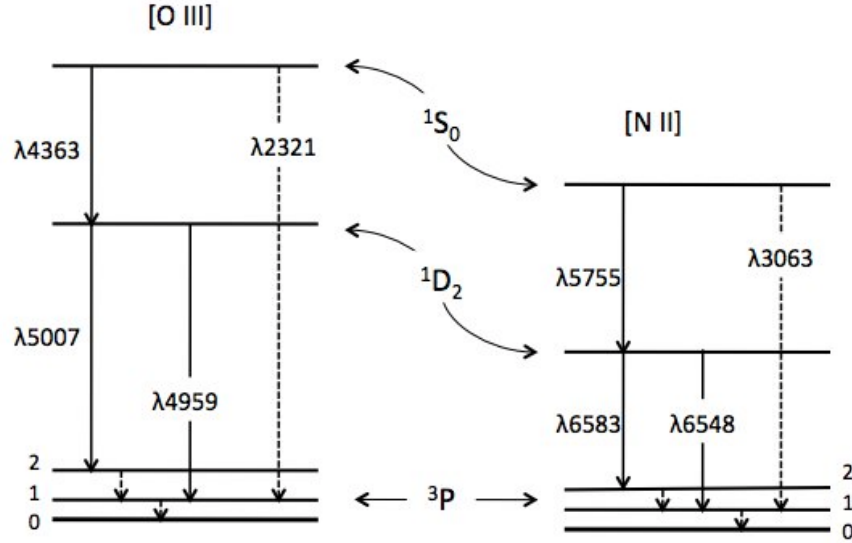 [O III]
[N II]
¹S₀
λ4363
λ2321
¹D₂
λ5755
λ3063
λ5007
λ4959
λ6583
λ6548
2
1
0
³P
2
1
0